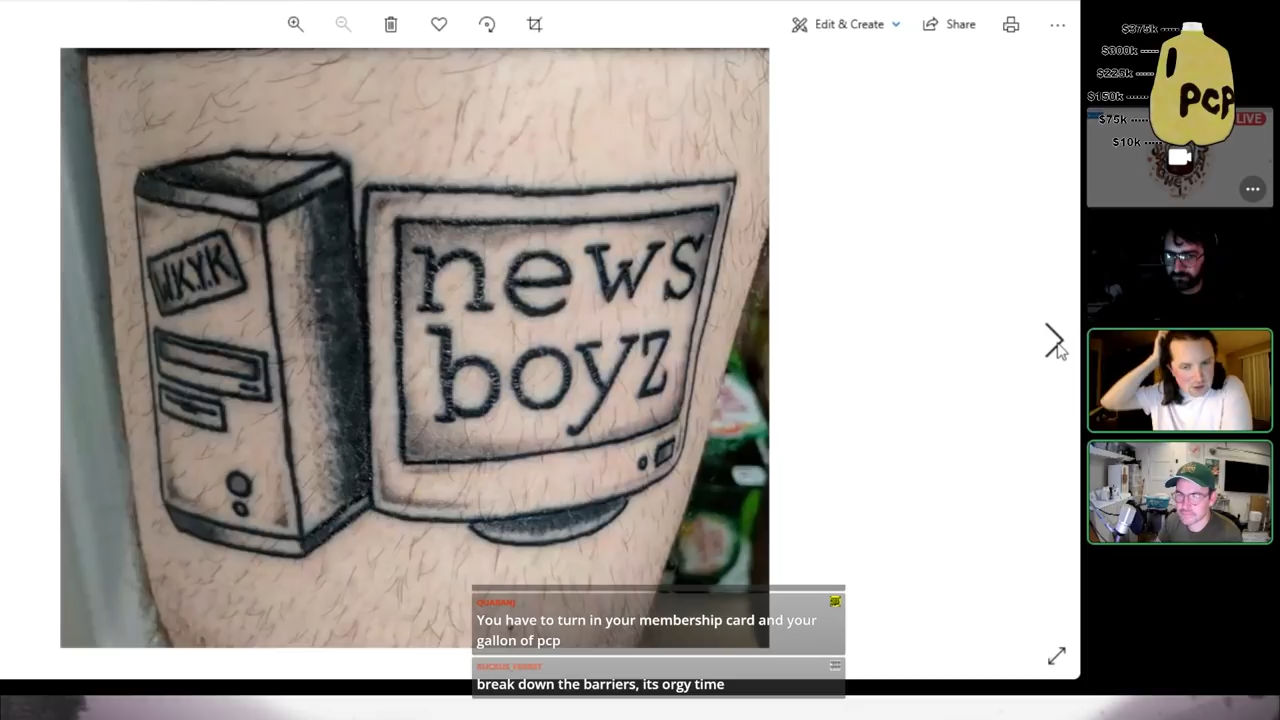 Edit & Create
Share
...
$375k
$300k
$225k
$150k
$75k
$10k
pcp
LIVE
W.K.Y.K
news
boyz
You have to turn in your membership card and your
gallon of pcp
break down the barriers, its orgy time